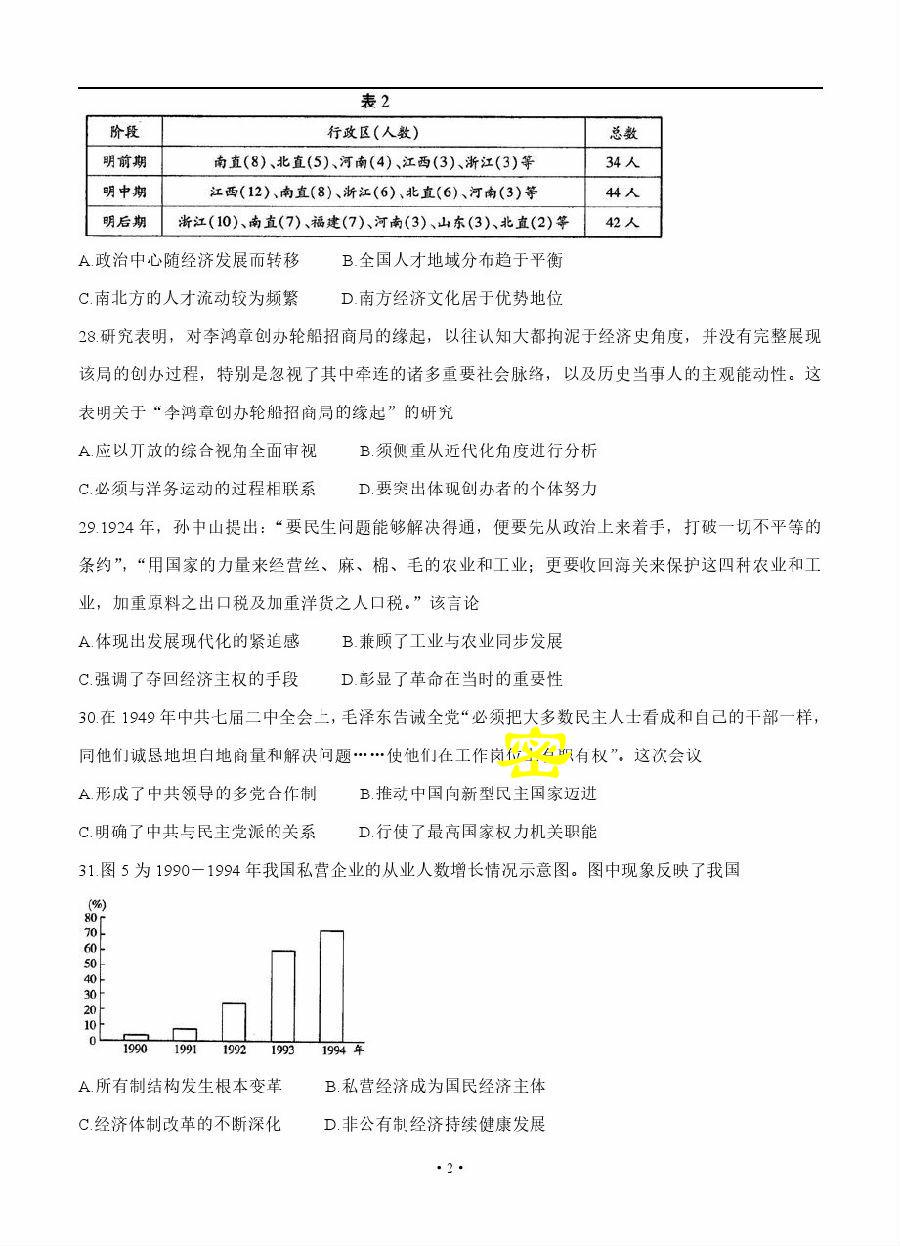 表 2
阶段 行政区(人数) 总数
明前期 南直(8)、北直(5)、河南(4)、江西(3)、浙江(3)等 34 人
明中期 江西(12)、南直(8)、浙江(6)、北直(6)、河南(3)等 44 人
明后期 浙江(10)、南直(7)、福建(7)、河南(3)、山东(3)、北直(2)等 42 人
A.政治中心随经济发展而转移 B.全国人才地域分布趋于平衡
C.南北方的人才流动较为频繁 D.南方经济文化居于优势地位
28.研究表明，对李鸿章创办轮船招商局的缘起，以往认知大都拘泥于经济史角度，并没有完整展现
该局的创办过程，特别是忽视了其中牵连的诸多重要社会脉络，以及历史当事人的主观能动性。这
表明关于“李鸿章创办轮船招商局的缘起”的研究
A.应以开放的综合视角全面审视 B.须侧重从近代化角度进行分析
C.必须与洋务运动的过程相联系 D.要突出体现创办者的个体努力
29.1924 年，孙中山提出：“要民生问题能够解决得通，便要先从政治上来着手，打破一切不平等的
条约”，“用国家的力量来经营丝、麻、棉、毛的农业和工业；更要收回海关来保护这四种农业和工
业，加重原料之出口税及加重洋货之人口税。”该言论
A.体现出发展现代化的紧迫感 B.兼顾了工业与农业同步发展
C.强调了夺回经济主权的手段 D.彰显了革命在当时的重要性
30.在 1949 年中共七届二中全会上，毛泽东告诫全党“必须把大多数民主人士看成和自己的干部一样，
同他们诚恳地坦白地商量和解决问题……使他们在工作岗位 有职有权”。这次会议
密
A.形成了中共领导的多党合作制 B.推动中国向新型民主国家迈进
C.明确了中共与民主党派的关系 D.行使了最高国家权力机关职能
31.图 5 为 1990－1994 年我国私营企业的从业人数增长情况示意图。图中现象反映了我国
(%)
80
70
60
50
40
30
20
10
0
1990 1991 1992 1993 1994 年
A.所有制结构发生根本变革 B.私营经济成为国民经济主体
C.经济体制改革的不断深化 D.非公有制经济持续健康发展
·2·